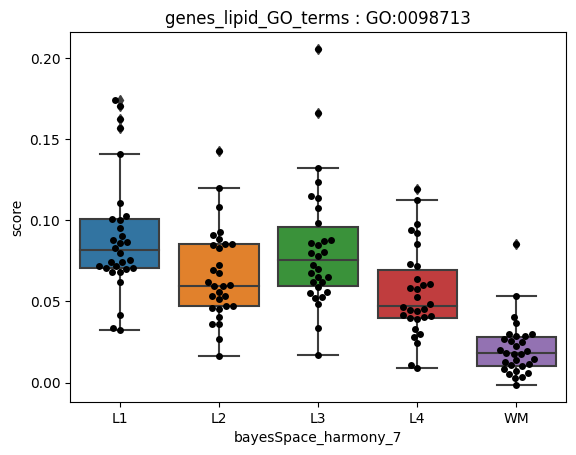 genes_lipid_GO_terms : GO:0098713
score
0.20
0.15
0.10
0.05
0.00
L1 L2 L3 L4 WM
bayesSpace_harmony_7